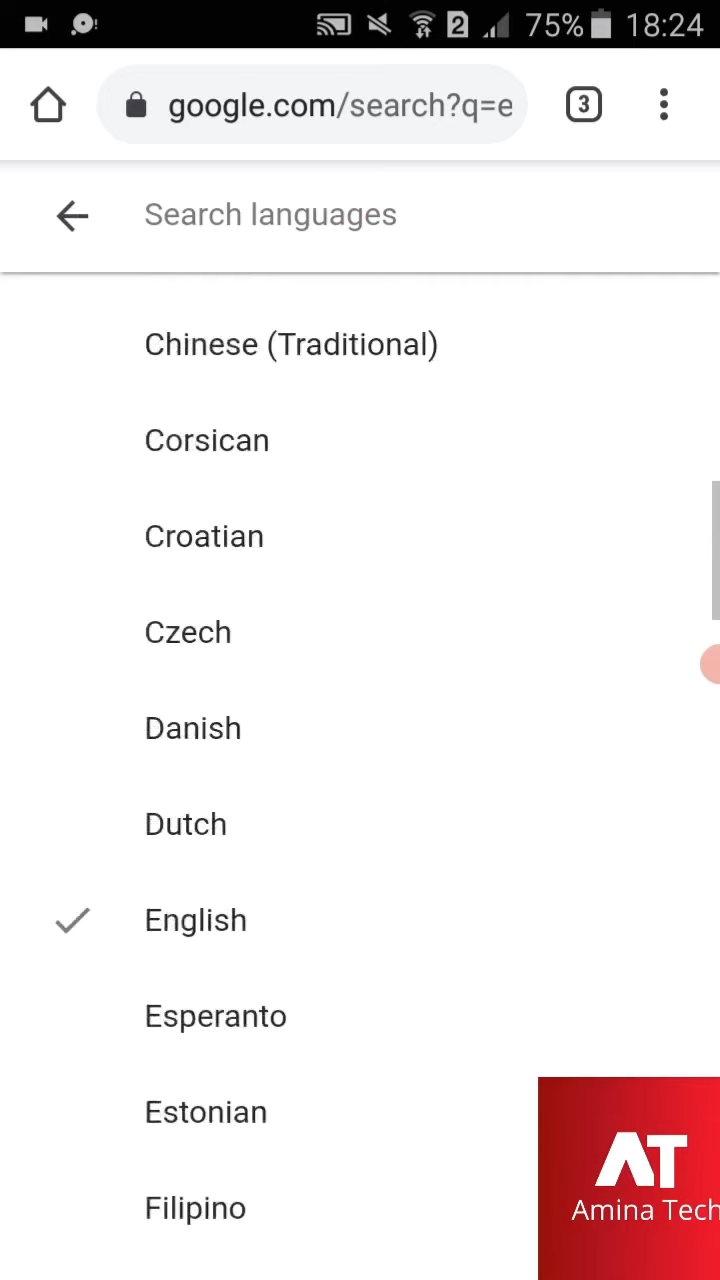 2 75% 18:24
google.com/search?q=e
3
Search languages
Chinese (Traditional)
Corsican
Croatian
Czech
Danish
Dutch
English
Esperanto
Estonian
Filipino
AT
Amina Tech